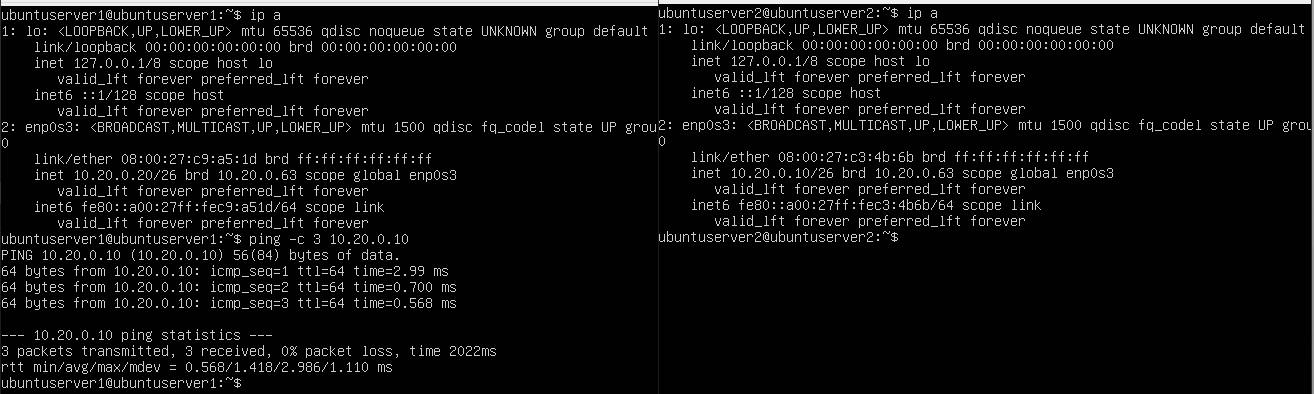 ubuntuserver1@ubuntuserver1:~$ ip a
1: lo: <LOOPBACK,UP,LOWER_UP> mtu 65536 qdisc noqueue state UNKNOWN group default
    link/loopback 00:00:00:00:00:00 brd 00:00:00:00:00:00
    inet 127.0.0.1/8 scope host lo
       valid_lft forever preferred_lft forever
    inet6 ::1/128 scope host
       valid_lft forever preferred_lft forever
2: enp0s3: <BROADCAST,MULTICAST,UP,LOWER_UP> mtu 1500 qdisc fq_codel state UP grou
0
    link/ether 08:00:27:c9:a5:1d brd ff:ff:ff:ff:ff:ff
    inet 10.20.0.20/26 brd 10.20.0.63 scope global enp0s3
       valid_lft forever preferred_lft forever
    inet6 fe80::a00:27ff:fec9:a51d/64 scope link
       valid_lft forever preferred_lft forever
ubuntuserver1@ubuntuserver1:~$ ping -c 3 10.20.0.10
PING 10.20.0.10 (10.20.0.10) 56(84) bytes of data.
64 bytes from 10.20.0.10: icmp_seq=1 ttl=64 time=2.99 ms
64 bytes from 10.20.0.10: icmp_seq=2 ttl=64 time=0.700 ms
64 bytes from 10.20.0.10: icmp_seq=3 ttl=64 time=0.568 ms

--- 10.20.0.10 ping statistics ---
3 packets transmitted, 3 received, 0% packet loss, time 2022ms
rtt min/avg/max/mdev = 0.568/1.418/2.986/1.110 ms
ubuntuserver1@ubuntuserver1:~$
ubuntuserver2@ubuntuserver2:~$ ip a
1: lo: <LOOPBACK,UP,LOWER_UP> mtu 65536 qdisc noqueue state UNKNOWN group default
    link/loopback 00:00:00:00:00:00 brd 00:00:00:00:00:00
    inet 127.0.0.1/8 scope host lo
       valid_lft forever preferred_lft forever
    inet6 ::1/128 scope host
       valid_lft forever preferred_lft forever
2: enp0s3: <BROADCAST,MULTICAST,UP,LOWER_UP> mtu 1500 qdisc fq_codel state UP grou
0
    link/ether 08:00:27:c3:4b:6b brd ff:ff:ff:ff:ff:ff
    inet 10.20.0.10/26 brd 10.20.0.63 scope global enp0s3
       valid_lft forever preferred_lft forever
    inet6 fe80::a00:27ff:fec3:4b6b/64 scope link
       valid_lft forever preferred_lft forever
ubuntuserver2@ubuntuserver2:~$